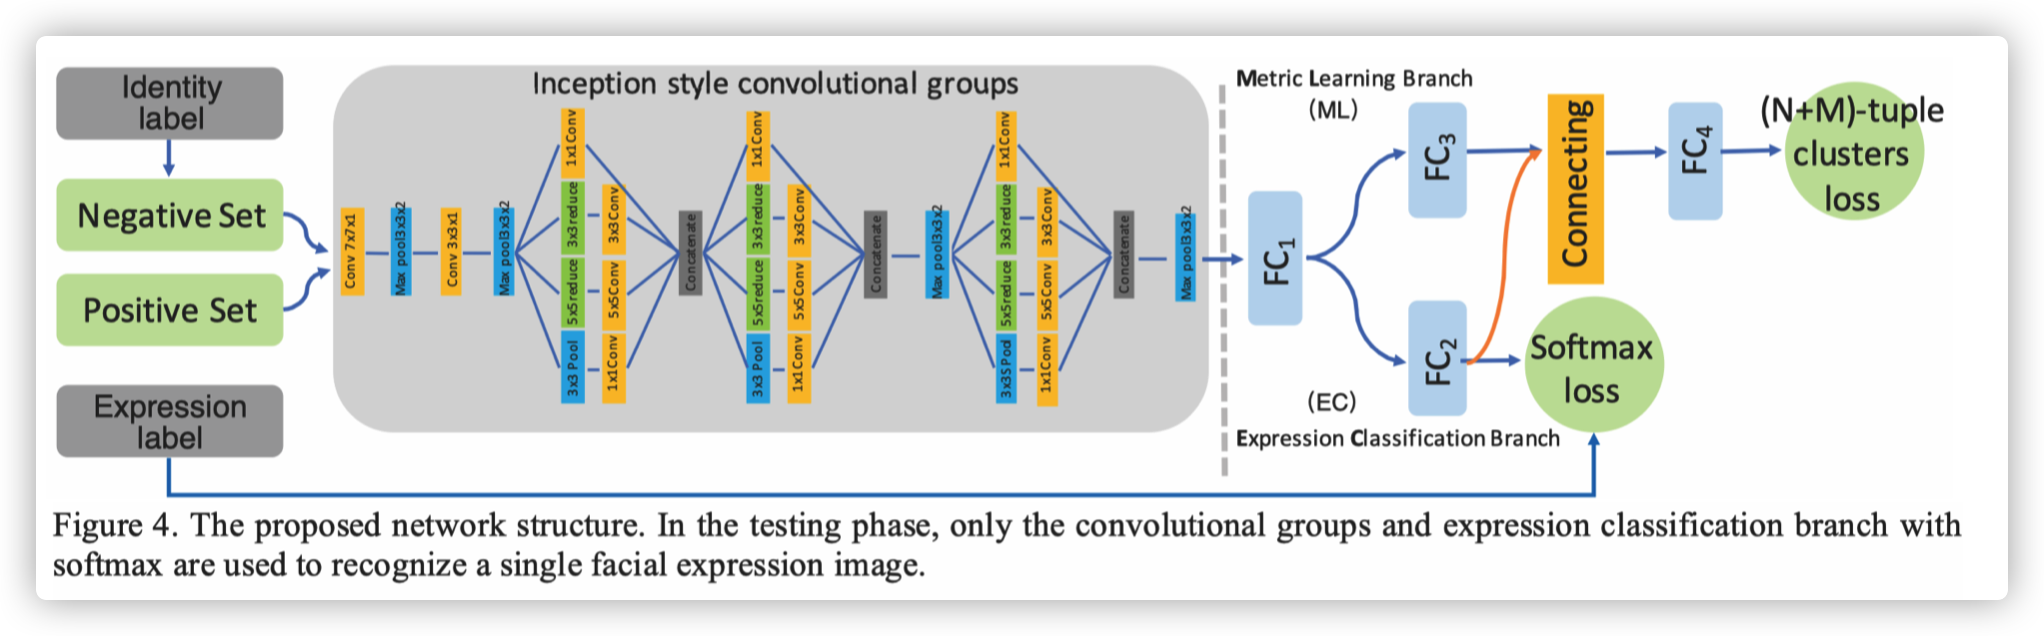 Identity
label
Negative Set
Positive Set
Expression
label
Inception style convolutional groups
Conv 7x7x1
Max pool3x3x2
Conv 3x3x1
Max pool3x3x2
1x1Conv
3x3reduce
3x3Conv
5x5reduce
5x5Conv
3x3 Pool
1x1Conv
Concatenate
1x1Conv
3x3reduce
3x3Conv
5x5reduce
5x5Conv
3x3 Pool
1x1Conv
Concatenate
Max pool3x3x2
1x1Conv
3x3reduce
3x3Conv
5x5reduce
5x5Conv
3x3S Pool
1x1Conv
Concatenate
Max pool3x3x2
Metric Learning Branch
(ML)
FC1
FC3
FC2
Connecting
FC4
(N+M)-tuple
clusters
loss
Softmax
loss
(EC)
Expression Classification Branch
Figure 4. The proposed network structure. In the testing phase, only the convolutional groups and expression classification branch with
softmax are used to recognize a single facial expression image.